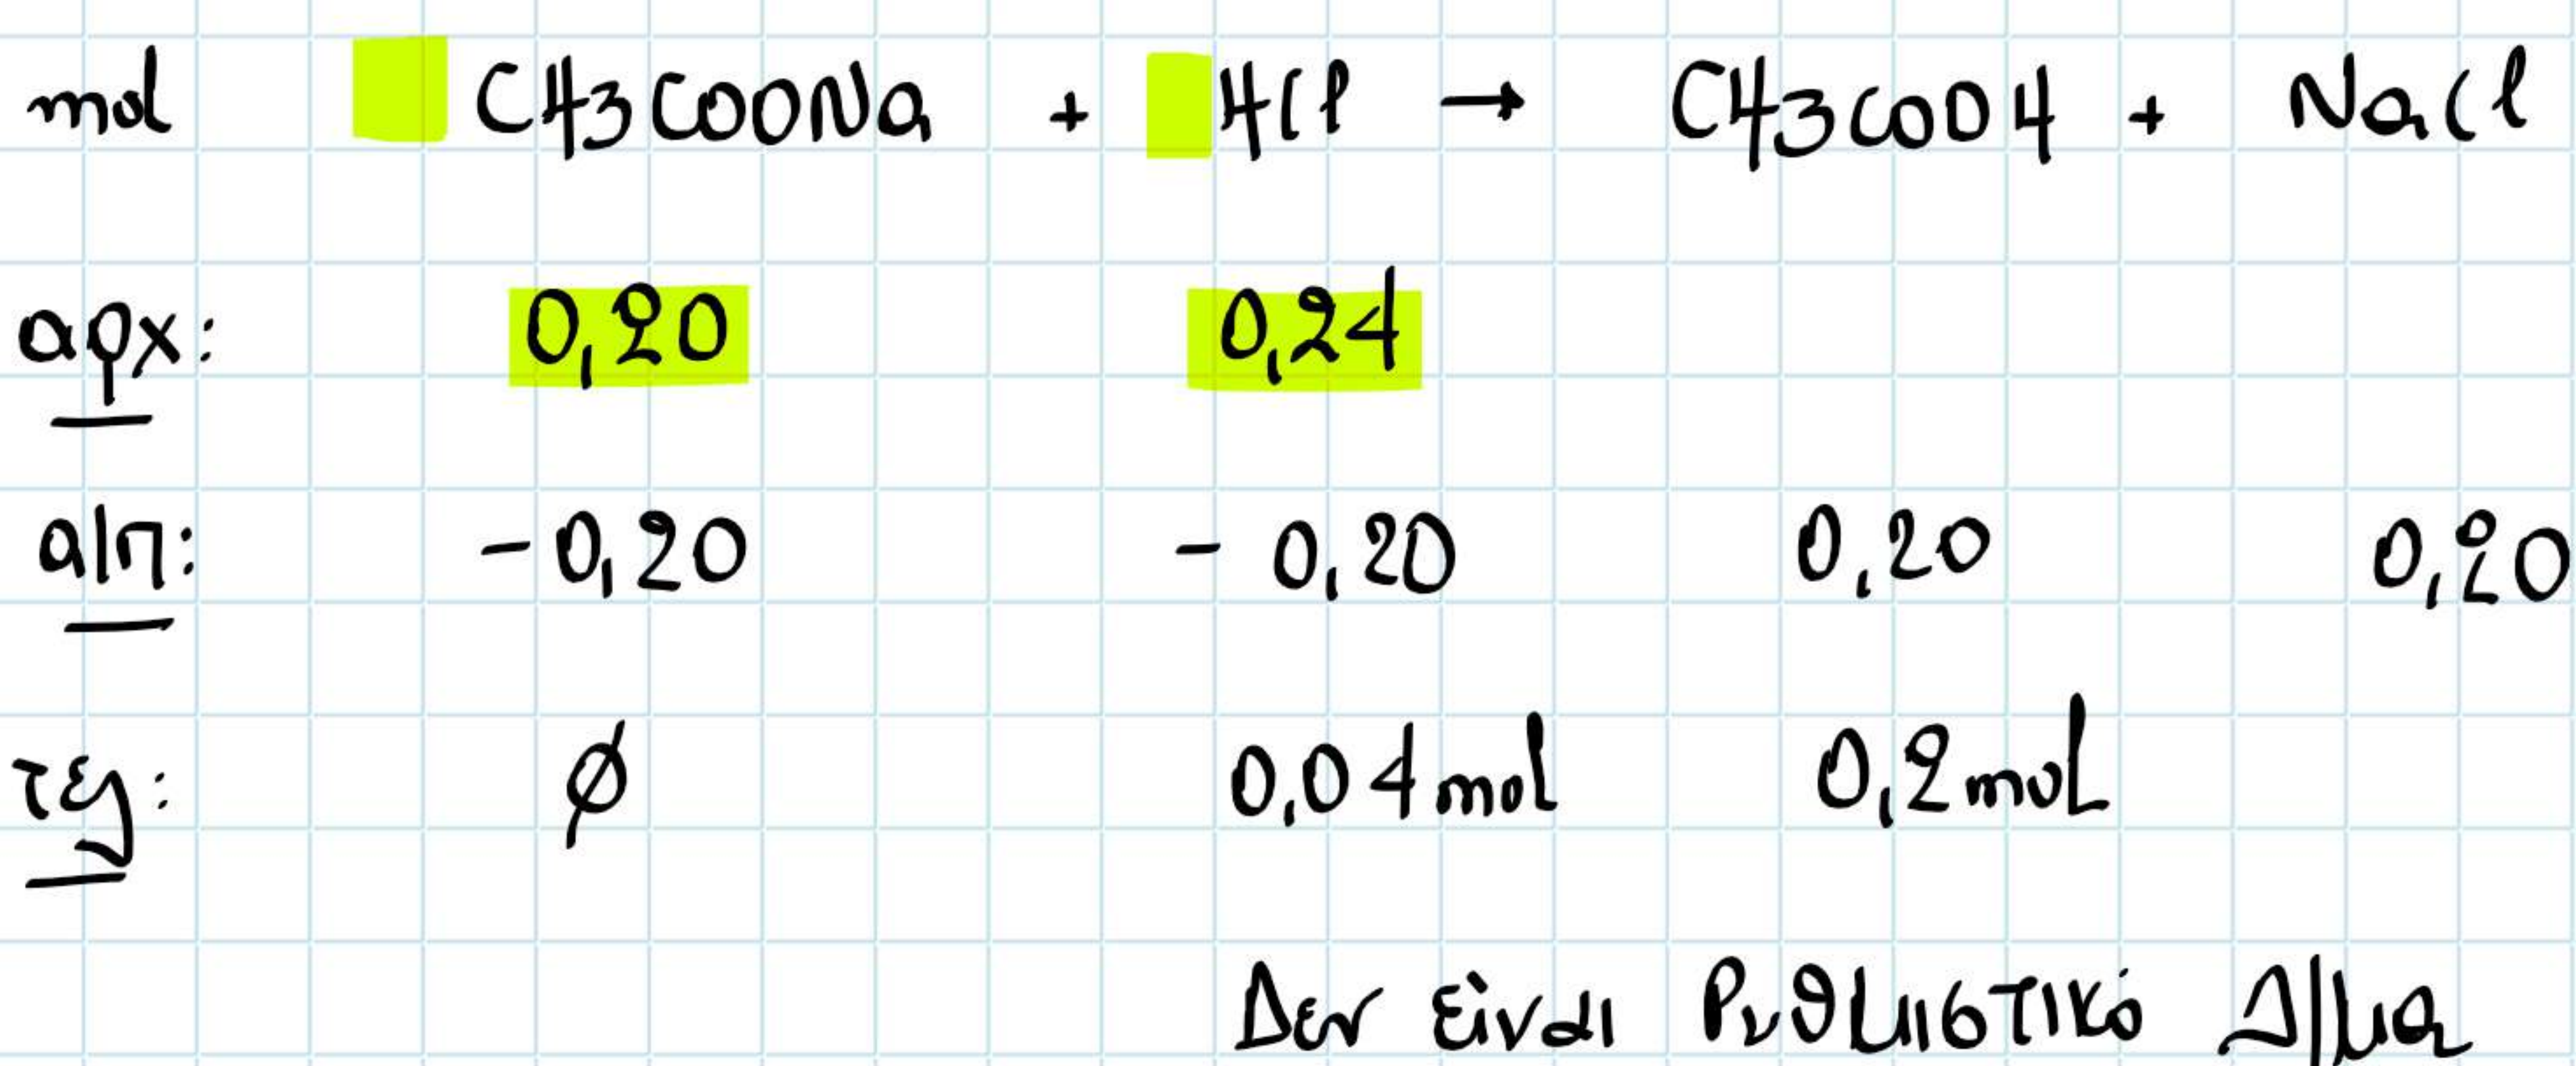 mol CH3COONa + HCl → CH3COOH + NaCl
αρχ: 0,20 0,24
α|π: -0,20 - 0,20 0,20 0,20
τελ: ∅ 0,04 mol 0,2 mol
Δεν είναι Ρυθμιστικό Δ|μα